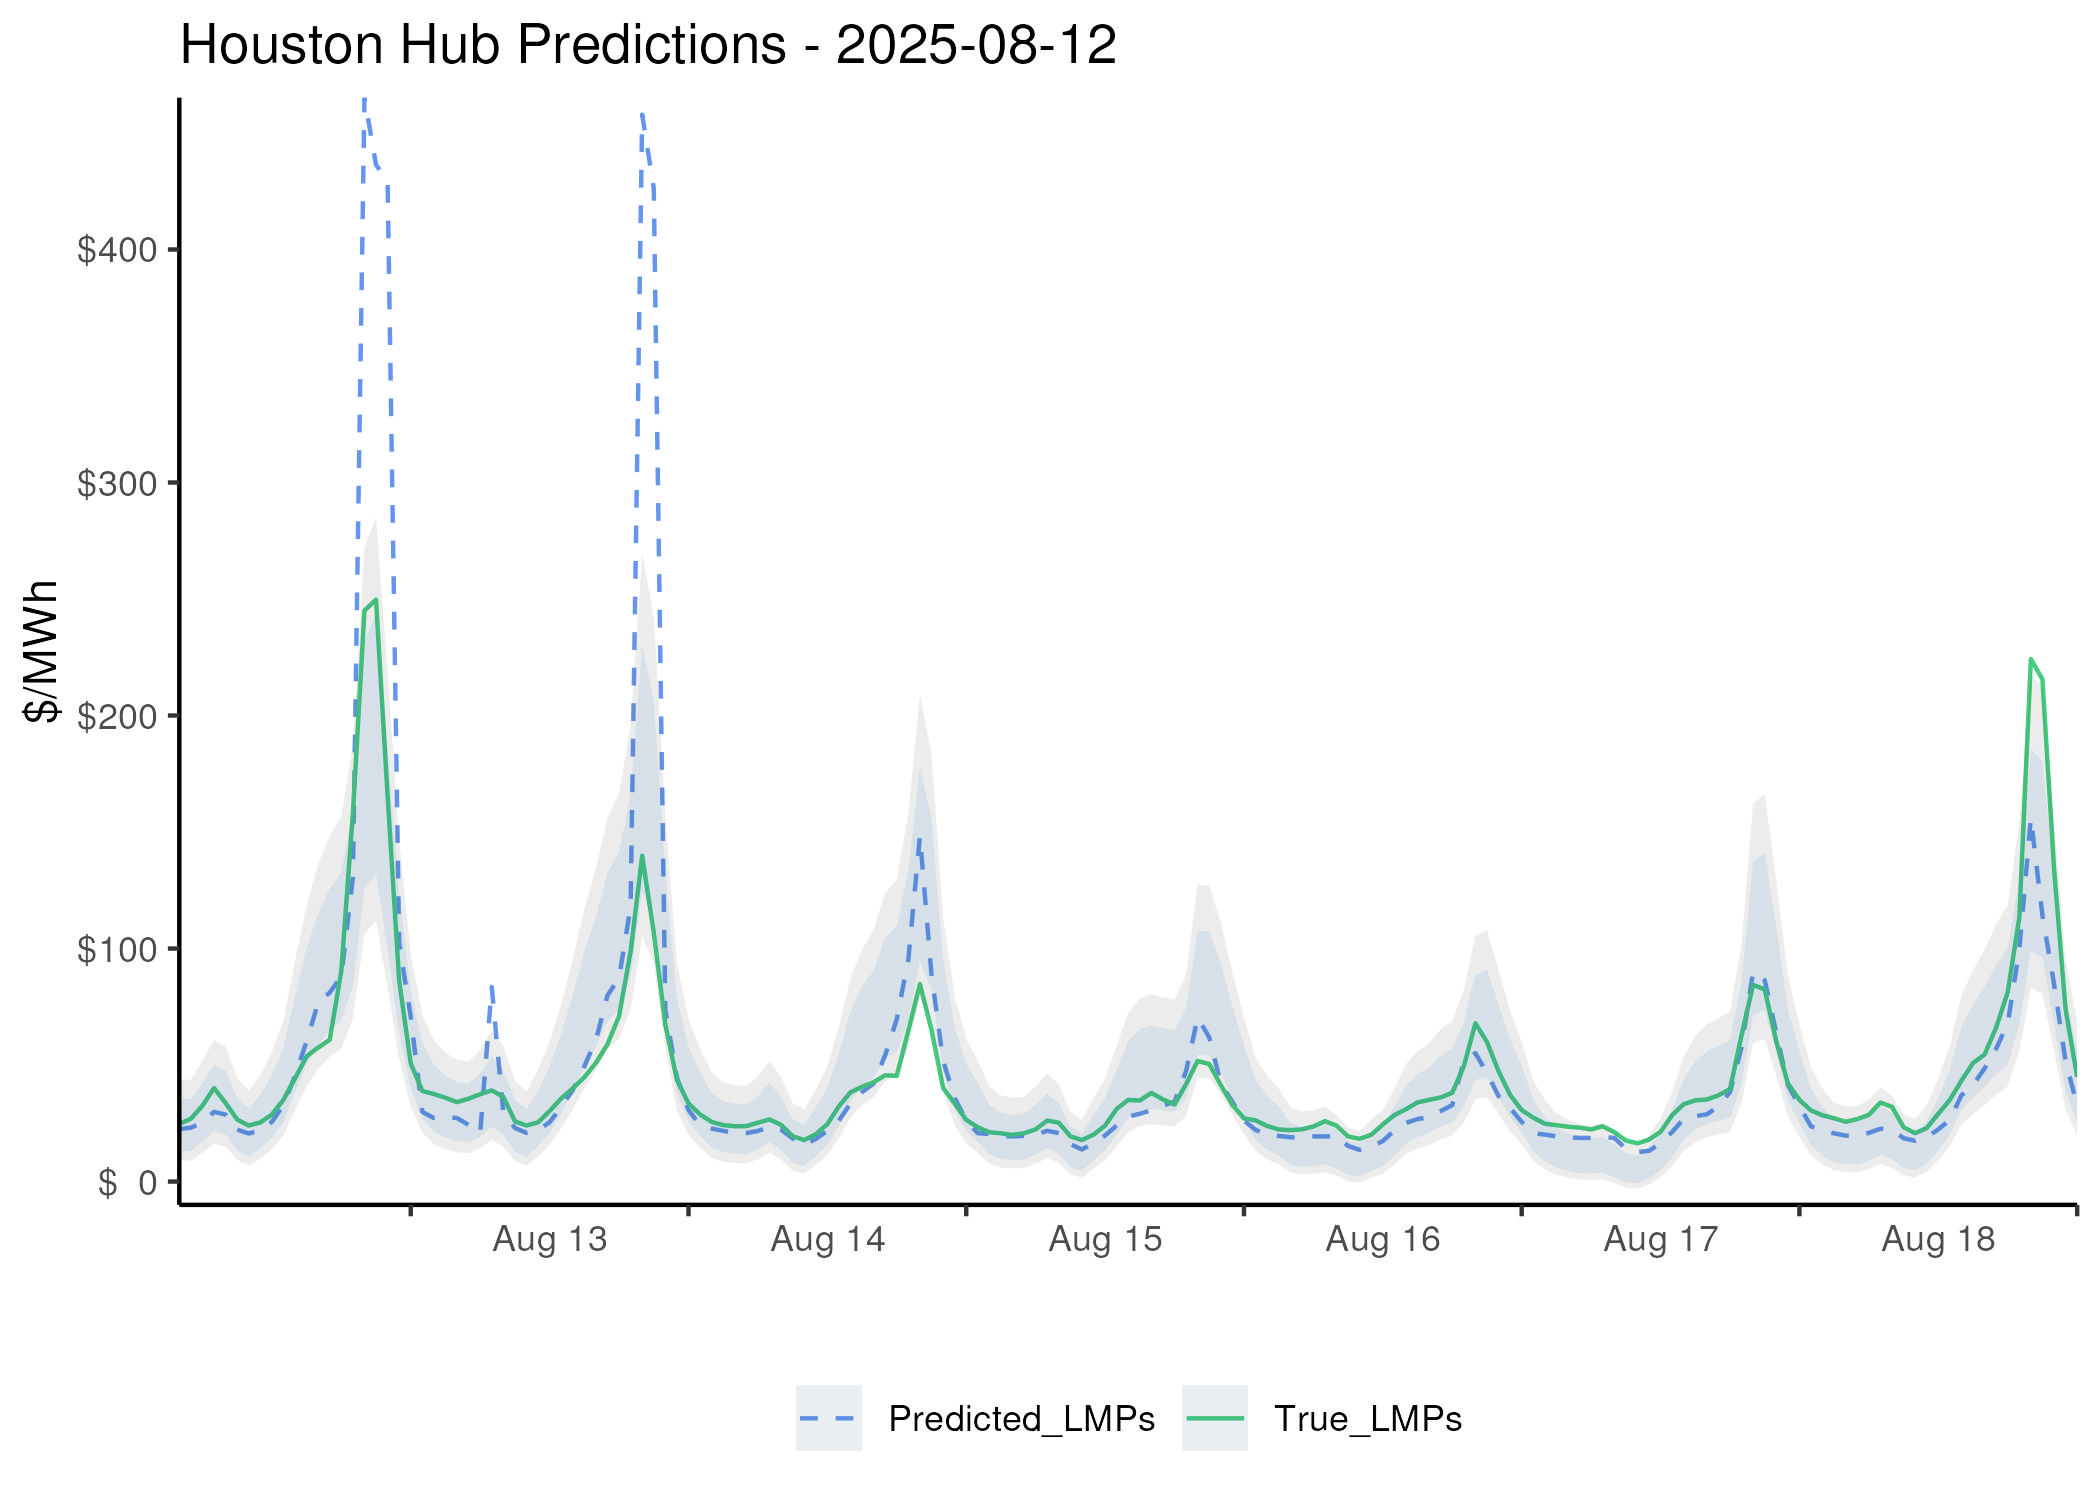 Houston Hub Predictions - 2025-08-12
$/MWh
$400
$300
$200
$100
$ 0
Aug 13 Aug 14 Aug 15 Aug 16 Aug 17 Aug 18
Predicted_LMPs True_LMPs